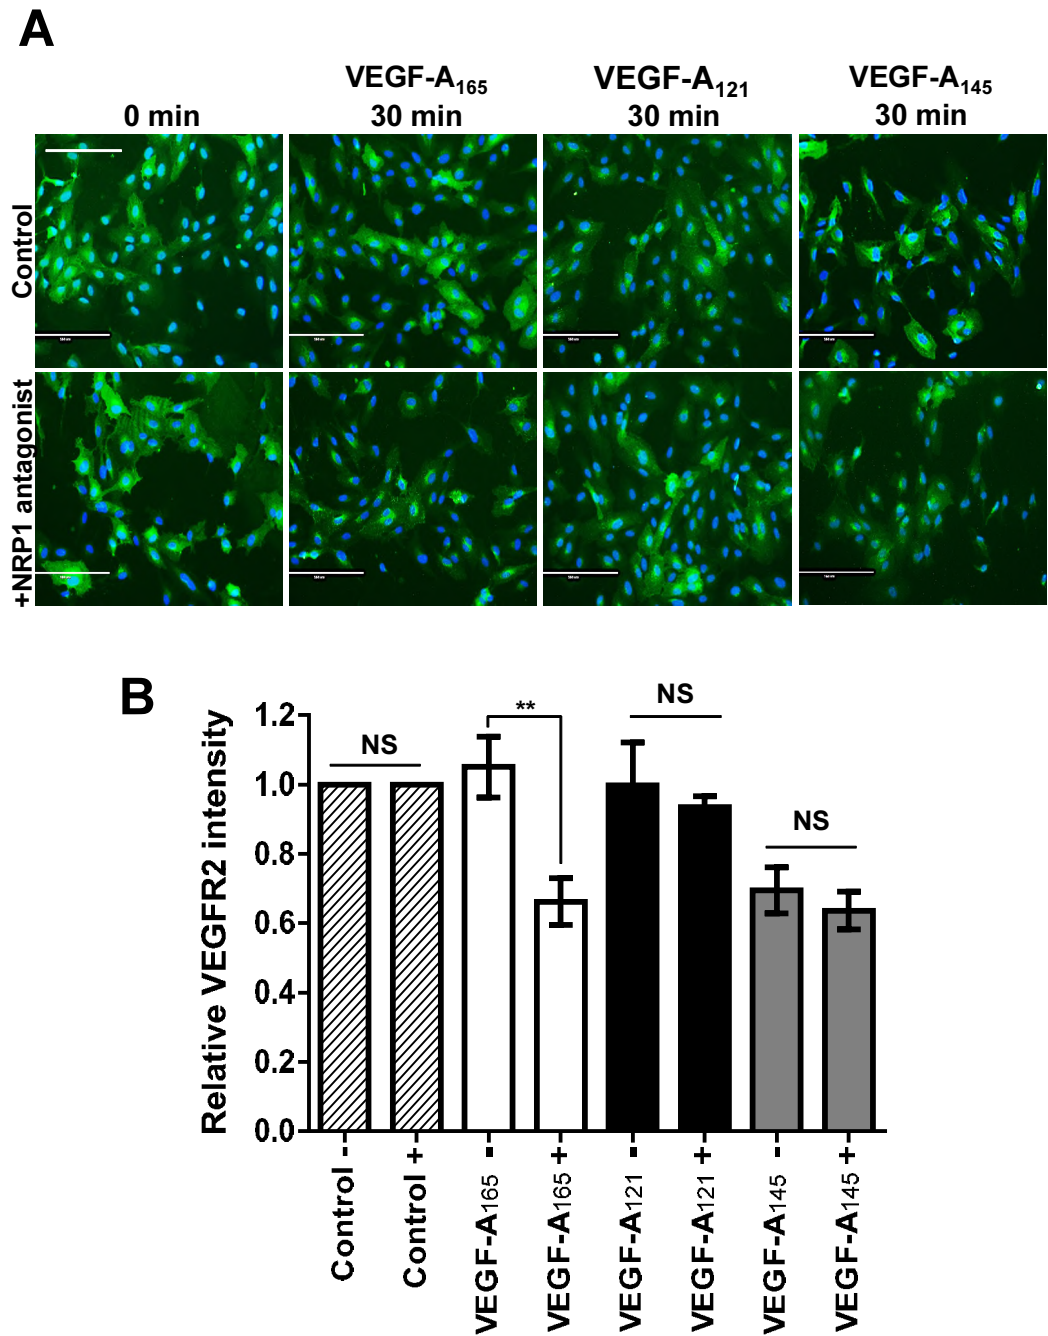 A
VEGF-A165
VEGF-A121
VEGF-A145
0 min
30 min
30 min
30 min
Control
+NRP1 antagonist
B
Relative VEGFR2 intensity
1.2
1.0
0.8
0.6
0.4
0.2
0.0
NS
**
NS
NS
Control -
Control +
VEGF-A165 -
VEGF-A165 +
VEGF-A121 -
VEGF-A121 +
VEGF-A145 -
VEGF-A145 +